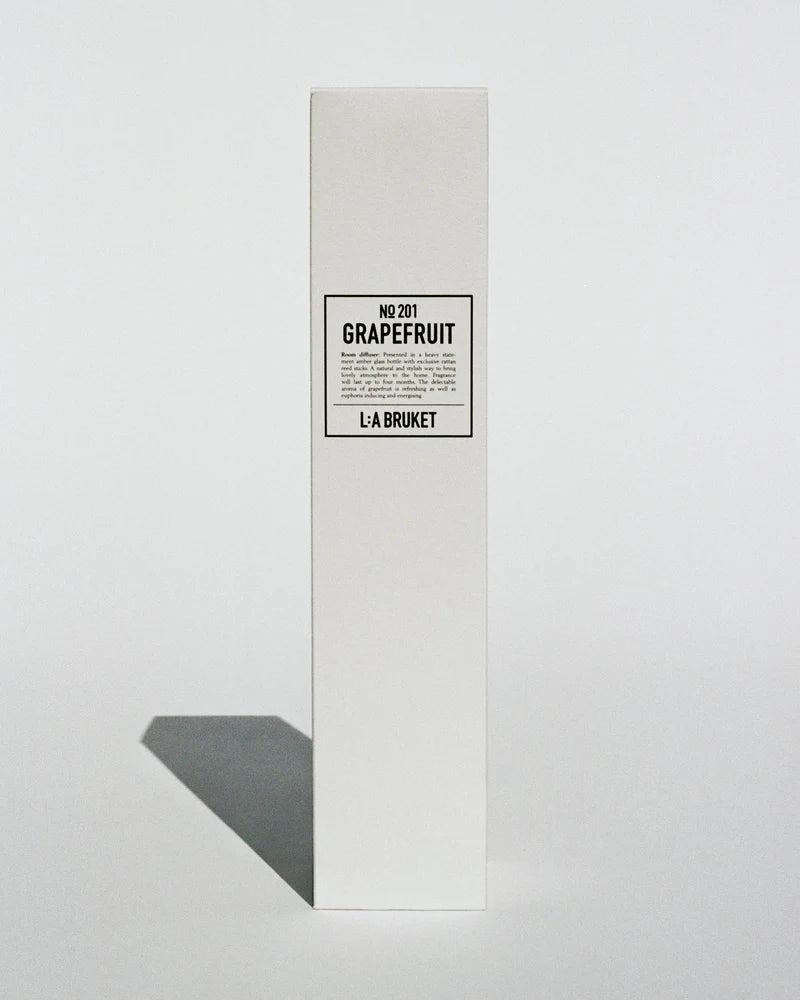 № 201
GRAPEFRUIT
Room diffuser: Presented in a heavy state-
ment amber glass bottle with exclusive rattan
reed sticks. A natural and stylish way to bring
lovely atmosphere to the home. Fragrance
will last up to four months. The delectable
aroma of grapefruit is refreshing as well as
euphoria inducing and energising
L:A BRUKET